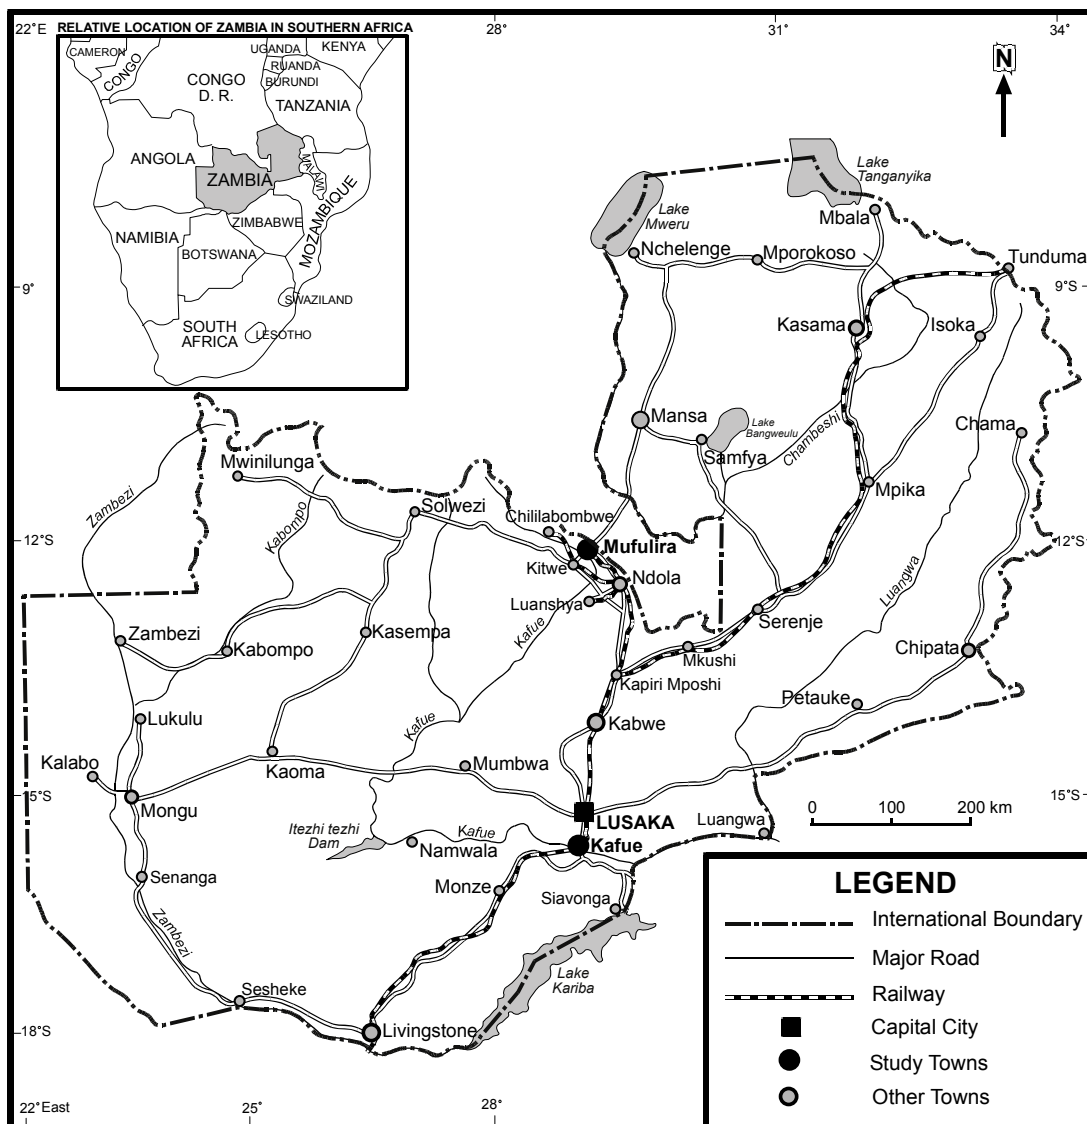 22˚E
28
31
34˚
RELATIVE LOCATION OF ZAMBIA IN SOUTHERN AFRICA
CAMERON
CONGO
CONGO
D. R.
UGANDA
KENYA
RUANDA
BURUNDI
TANZANIA
ANGOLA
ZAMBIA
MALAWI
MOZAMBIQUE
ZIMBABWE
NAMIBIA
BOTSWANA
SWAZILAND
SOUTH
AFRICA
LESOTHO
N
Lake
Tanganyika
Lake
Mweru
Mbala
Nchelenge
Mporokoso
Tunduma
9˚
9˚S
Kasama
Isoka
Mansa
Lake
Bangweulu
Samfya
Chambeshi
Chama
Mwinilunga
Zambezi
Kabompo
Solwezi
Chililabombwe
Mpika
12˚S
12˚S
Mufulira
Kitwe
Ndola
Luangwa
Luanshya
Kafue
Serenje
Zambezi
Kabompo
Kasempa
Mkushi
Chipata
Kapiri Mposhi
Petauke
Lukulu
Kafue
Kabwe
Kalabo
Kaoma
Mumbwa
15˚S
15˚S
Mongu
0 100 200 km
LUSAKA
Luangwa
Itezhi tezhi
Dam
Kafue
Namwala
Kafue
Senanga
Monze
Siavonga
Zambezi
Lake
Kariba
Sesheke
18˚S
Livingstone
22˚East
25˚
28˚
LEGEND
International Boundary
Major Road
Railway
Capital City
Study Towns
Other Towns